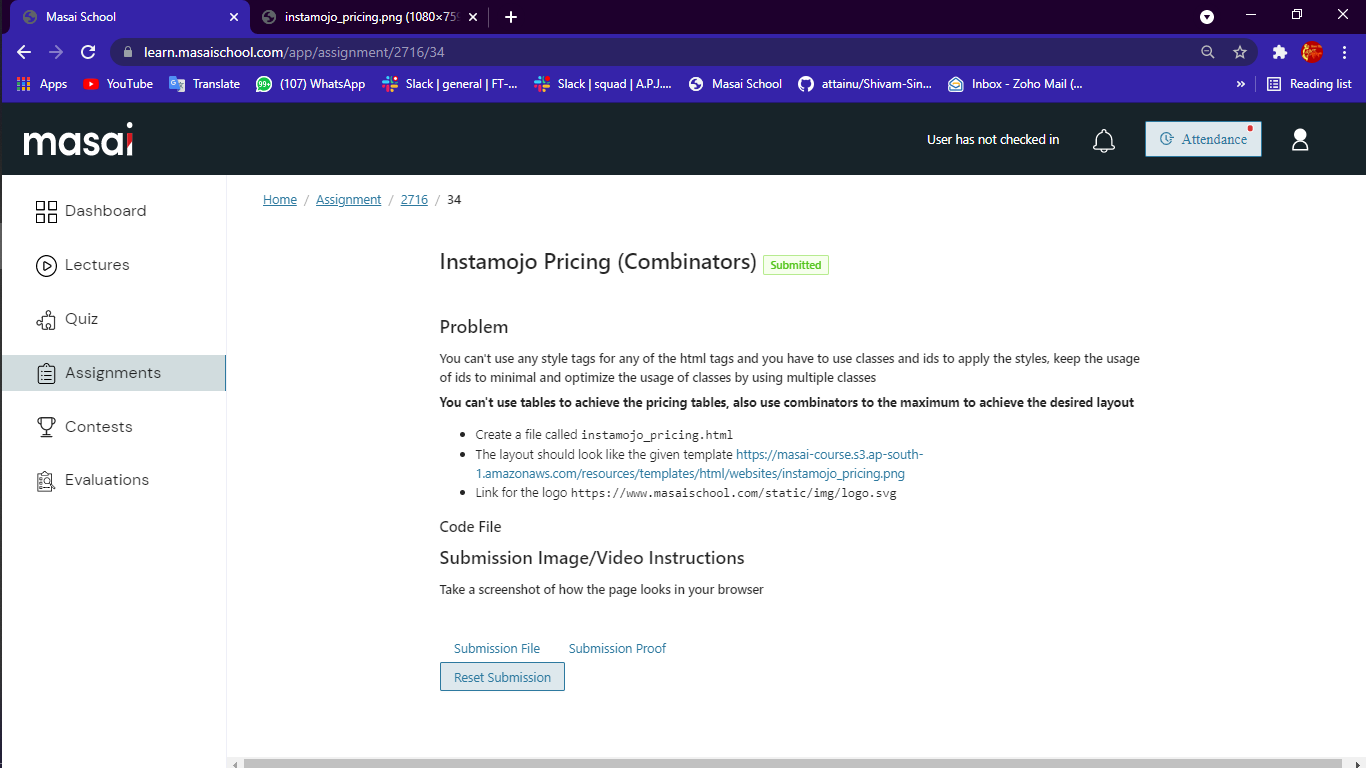 Masai School
instamojo_pricing.png (1080×759
learn.masaischool.com/app/assignment/2716/34
Apps YouTube Translate (107) WhatsApp Slack | general | FT-... Slack | squad | A.P.J.... Masai School attainu/Shivam-Sin... Inbox - Zoho Mail (... » Reading list
masai
User has not checked in
Attendance
Dashboard
Lectures
Quiz
Assignments
Contests
Evaluations
Home / Assignment / 2716 / 34
Instamojo Pricing (Combinators) Submitted
Problem
You can't use any style tags for any of the html tags and you have to use classes and ids to apply the styles, keep the usage
of ids to minimal and optimize the usage of classes by using multiple classes
You can't use tables to achieve the pricing tables, also use combinators to the maximum to achieve the desired layout
• Create a file called instamojo_pricing.html
• The layout should look like the given template https://masai-course.s3.ap-south-
1.amazonaws.com/resources/templates/html/websites/instamojo_pricing.png
• Link for the logo https://www.masaischool.com/static/img/logo.svg
Code File
Submission Image/Video Instructions
Take a screenshot of how the page looks in your browser
Submission File Submission Proof
Reset Submission